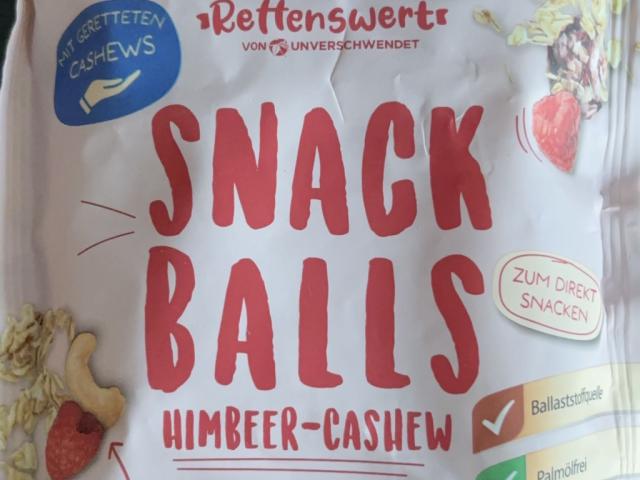 Rettenswert
VON UNVERSCHWENDET
MIT GERETTETEN
CASHEWS
SNACK
BALLS
ZUM DIREKT
SNACKEN
HIMBEER-CASHEW
Ballaststoffquelle
Palmölfrei